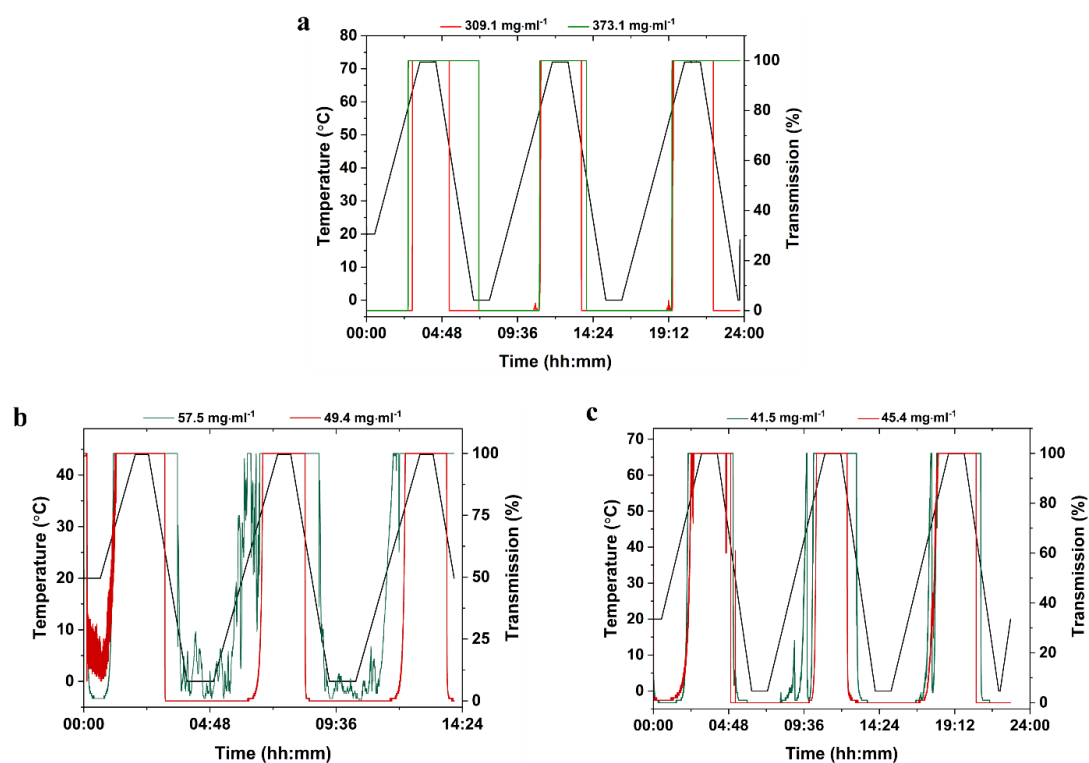 a
309.1 mg·ml-1
373.1 mg·ml-1
80
70
60
50
40
30
20
10
0
Temperature (°C)
100
80
60
40
20
0
Transmission (%)
00:00 04:48 09:36 14:24 19:12 24:00
Time (hh:mm)
b
57.5 mg·ml-1
49.4 mg·ml-1
40
30
20
10
0
Temperature (°C)
100
75
50
25
0
Transmission (%)
00:00 04:48 09:36 14:24
Time (hh:mm)
c
41.5 mg·ml-1
45.4 mg·ml-1
70
60
50
40
30
20
10
0
Temperature (°C)
100
80
60
40
20
0
Transmission (%)
00:00 04:48 09:36 14:24 19:12 24:00
Time (hh:mm)